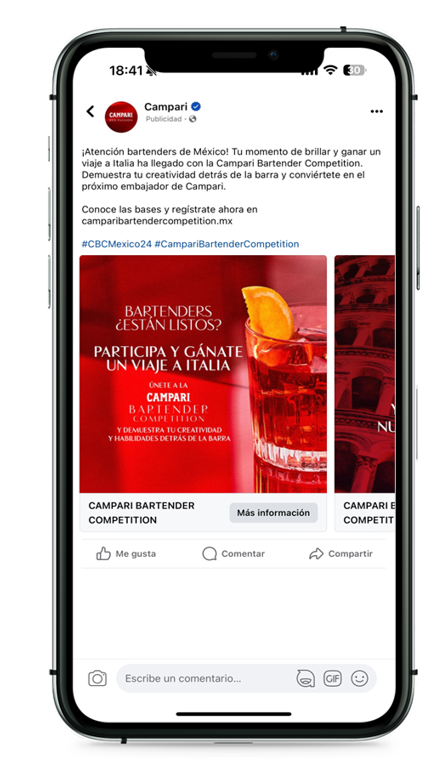 18:41
30
CAMPARI
Campari
Publicidad ·
¡Atención bartenders de México! Tu momento de brillar y ganar un
viaje a Italia ha llegado con la Campari Bartender Competition.
Demuestra tu creatividad detrás de la barra y conviértete en el
próximo embajador de Campari.
Conoce las bases y regístrate ahora en
camparibartendercompetition.mx
#CBCMexico24 #CampariBartenderCompetition
BARTENDERS
¿ESTÁN LISTOS?
PARTICIPA Y GÁNATE
UN VIAJE A ITALIA
ÚNETE A LA
CAMPARI
BARTENDER
COMPETITION
Y DEMUESTRA TU CREATIVIDAD
Y HABILIDADES DETRÁS DE LA BARRA
Y
NU
CAMPARI BARTENDER
COMPETITION
Más información
CAMPARI B
COMPETIT
Me gusta
Comentar
Compartir
Escribe un comentario...
GIF